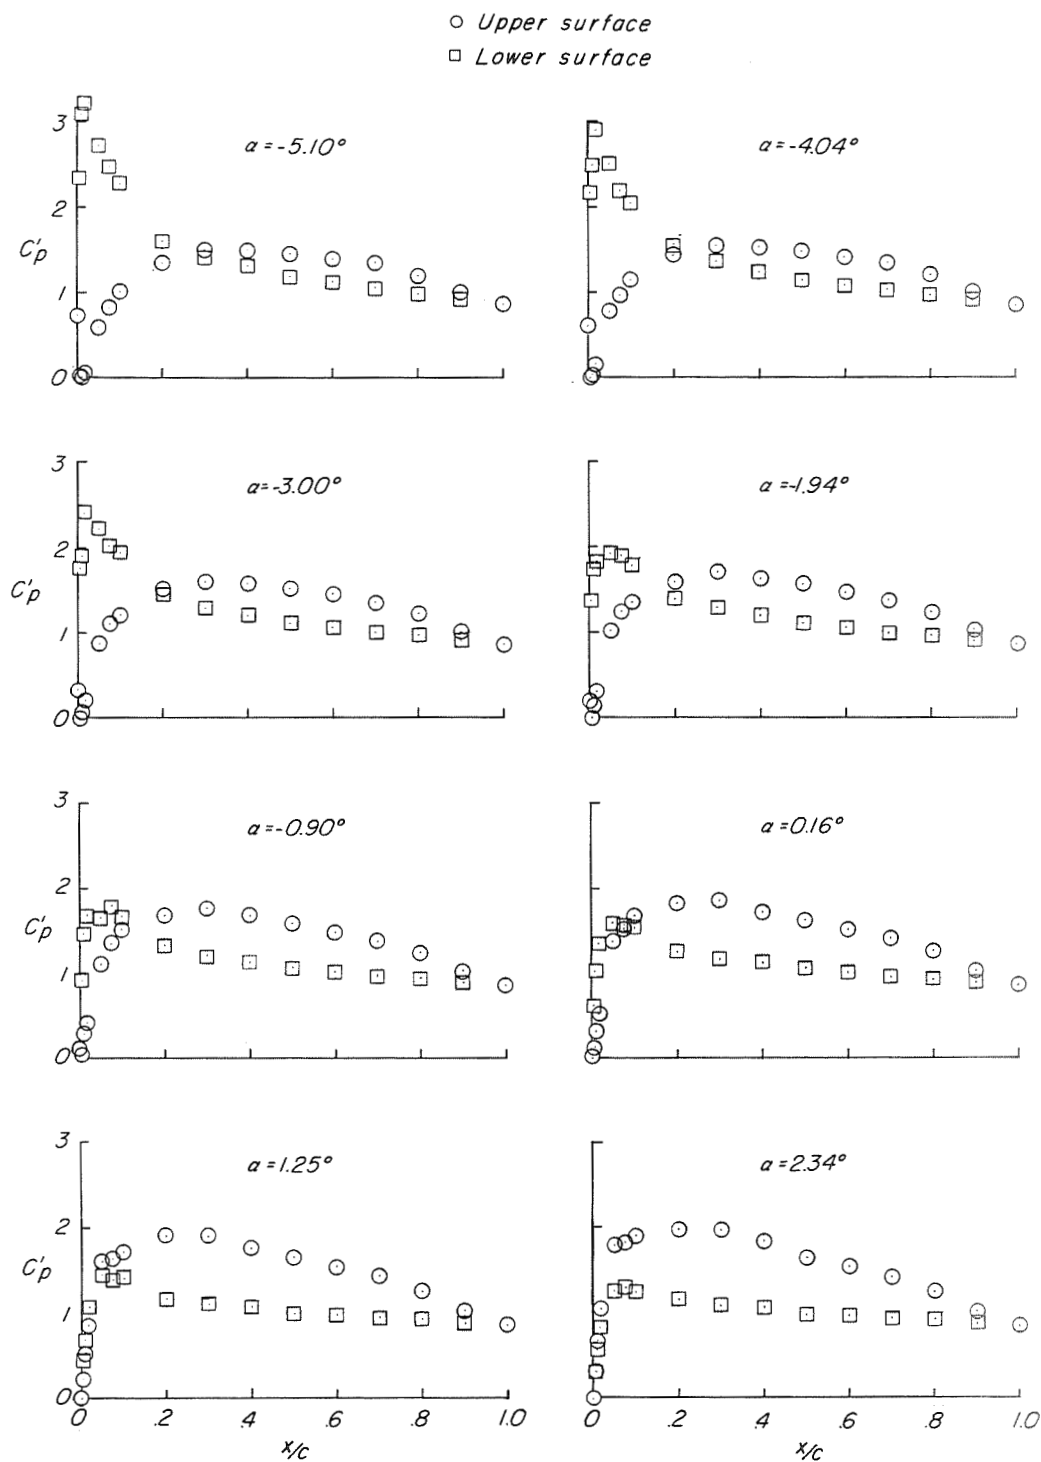 Upper surface
Lower surface
3
2
C'p
1
0
α = -5.10°
α = -4.04°
3
2
C'p
1
0
α = -3.00°
α = -1.94°
3
2
C'p
1
0
α = -0.90°
α = 0.16°
3
2
C'p
1
0
α = 1.25°
α = 2.34°
0 .2 .4 .6 .8 1.0
0 .2 .4 .6 .8 1.0
x/c
x/c